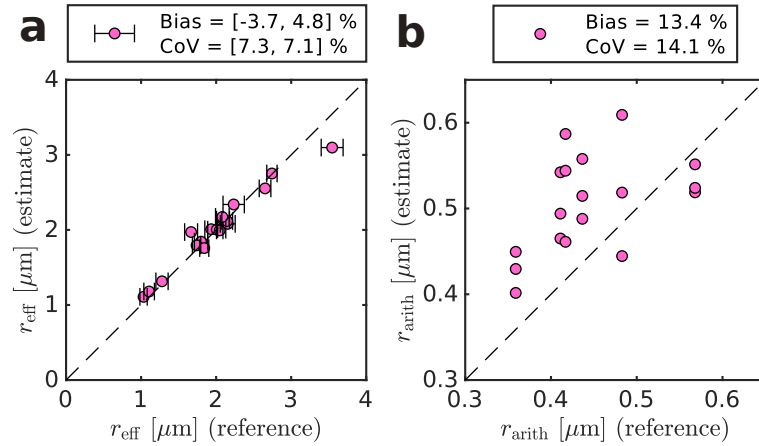 a
Bias = [-3.7, 4.8] %
CoV = [7.3, 7.1] %
4
3
2
1
0
0 1 2 3 4
r_eff [μm] (estimate)
r_eff [μm] (reference)
b
Bias = 13.4 %
CoV = 14.1 %
0.6
0.5
0.4
0.3
0.3 0.4 0.5 0.6
r_arith [μm] (estimate)
r_arith [μm] (reference)